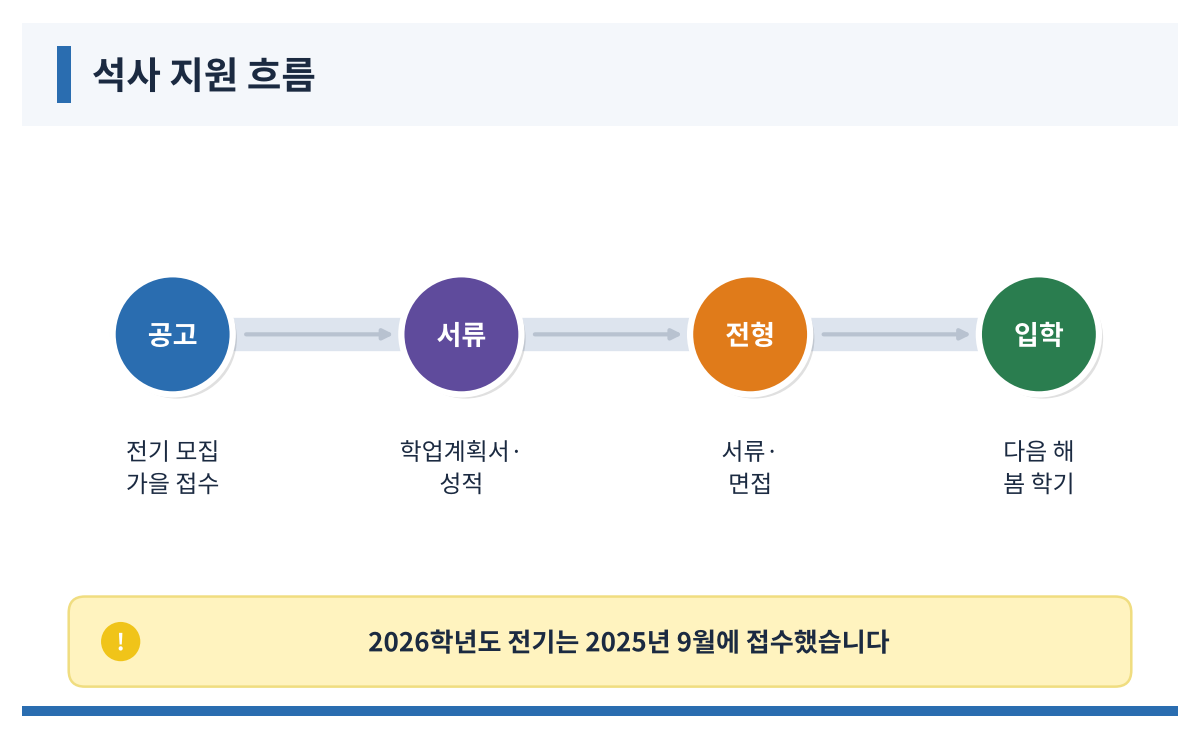 석사 지원 흐름
공고
서류
전형
입학
전기 모집
가을 접수
학업계획서·
성적
서류·
면접
다음 해
봄 학기
!
2026학년도 전기는 2025년 9월에 접수했습니다